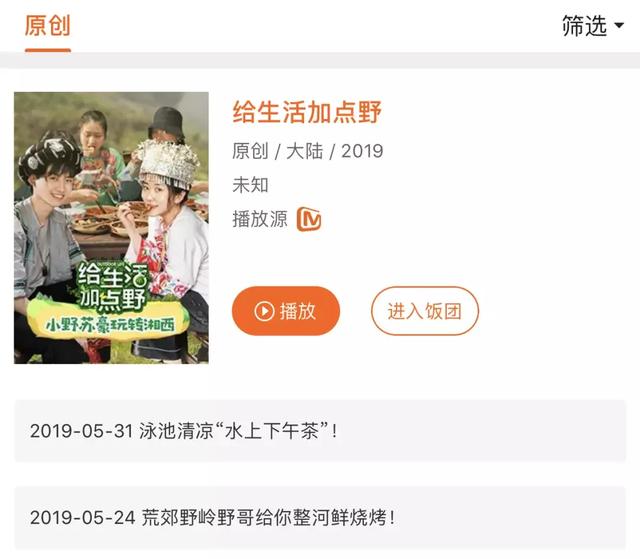 原创
筛选
给生活加点野
原创 / 大陆 / 2019
未知
播放源
OUTDOOR LIFE
给生活
加点野
小野苏豪玩转湘西
播放
进入饭团
2019-05-31 泳池清凉“水上下午茶”！
2019-05-24 荒郊野岭野哥给你整河鲜烧烤！